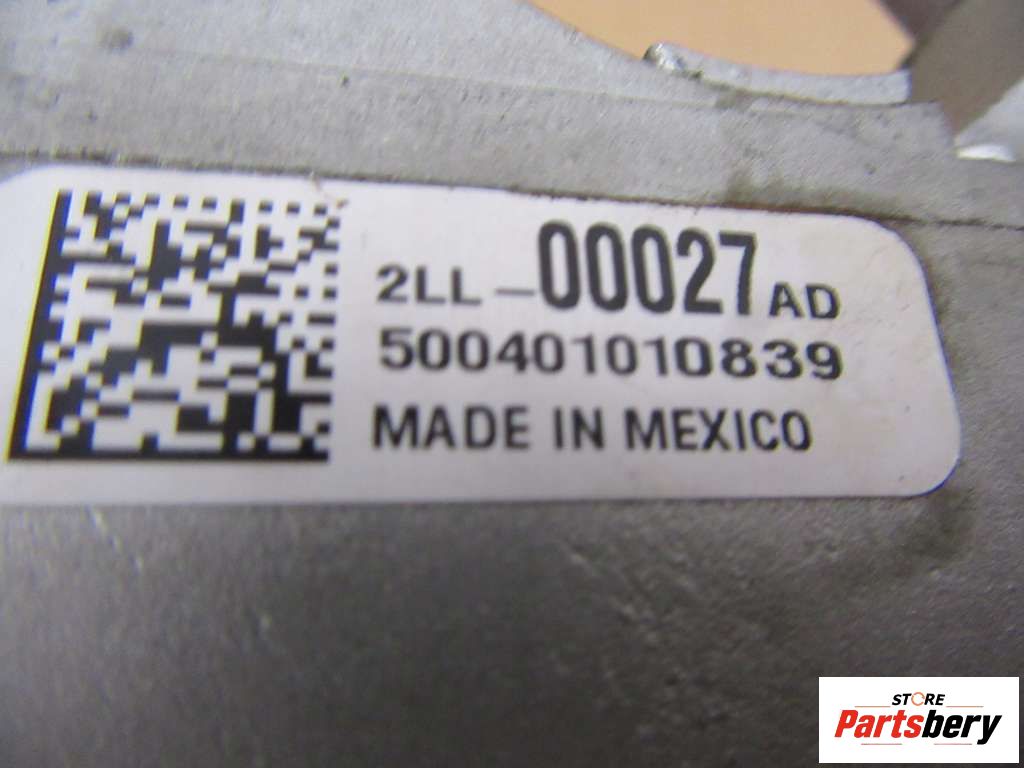 2LL-00027AD
500401010839
MADE IN MEXICO
STORE
Partsbery